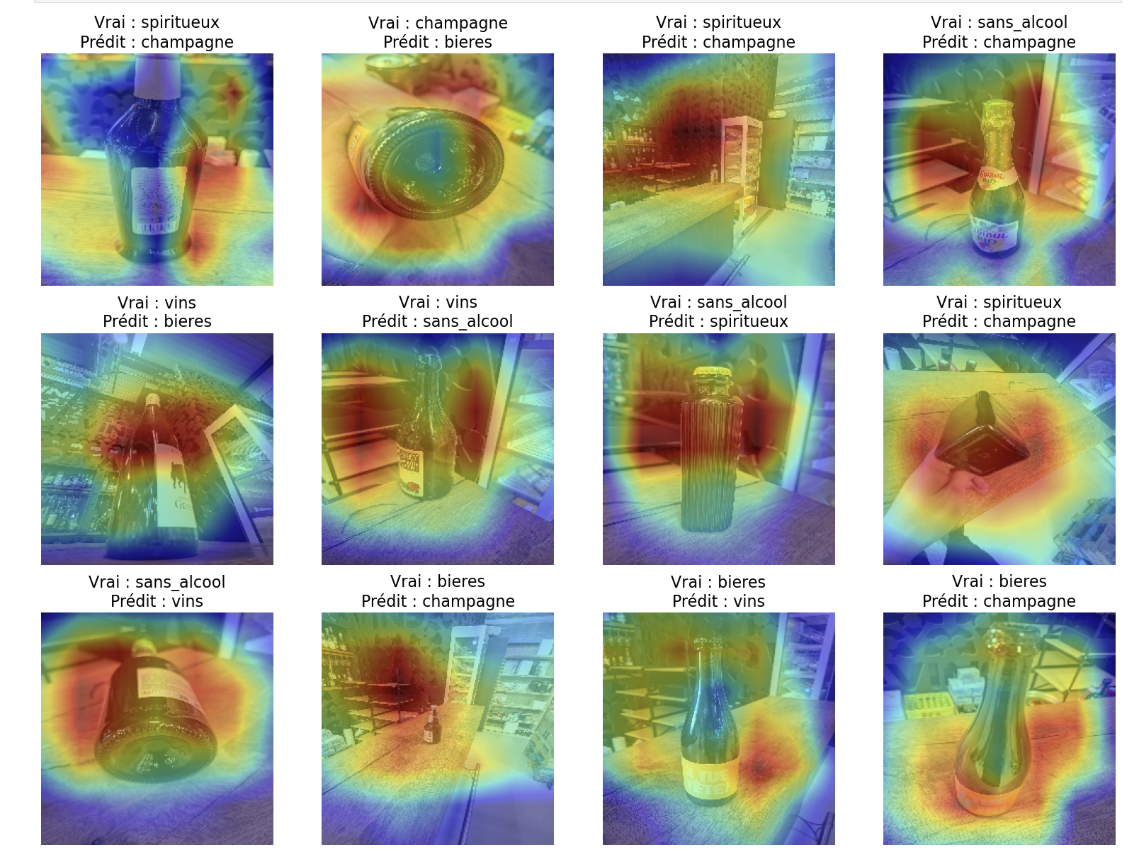 Vrai : spiritueux
Prédit : champagne
Vrai : champagne
Prédit : bieres
Vrai : spiritueux
Prédit : champagne
Vrai : sans_alcool
Prédit : champagne
Vrai : vins
Prédit : bieres
Vrai : vins
Prédit : sans_alcool
Vrai : sans_alcool
Prédit : spiritueux
Vrai : spiritueux
Prédit : champagne
Vrai : sans_alcool
Prédit : vins
Vrai : bieres
Prédit : champagne
Vrai : bieres
Prédit : vins
Vrai : bieres
Prédit : champagne